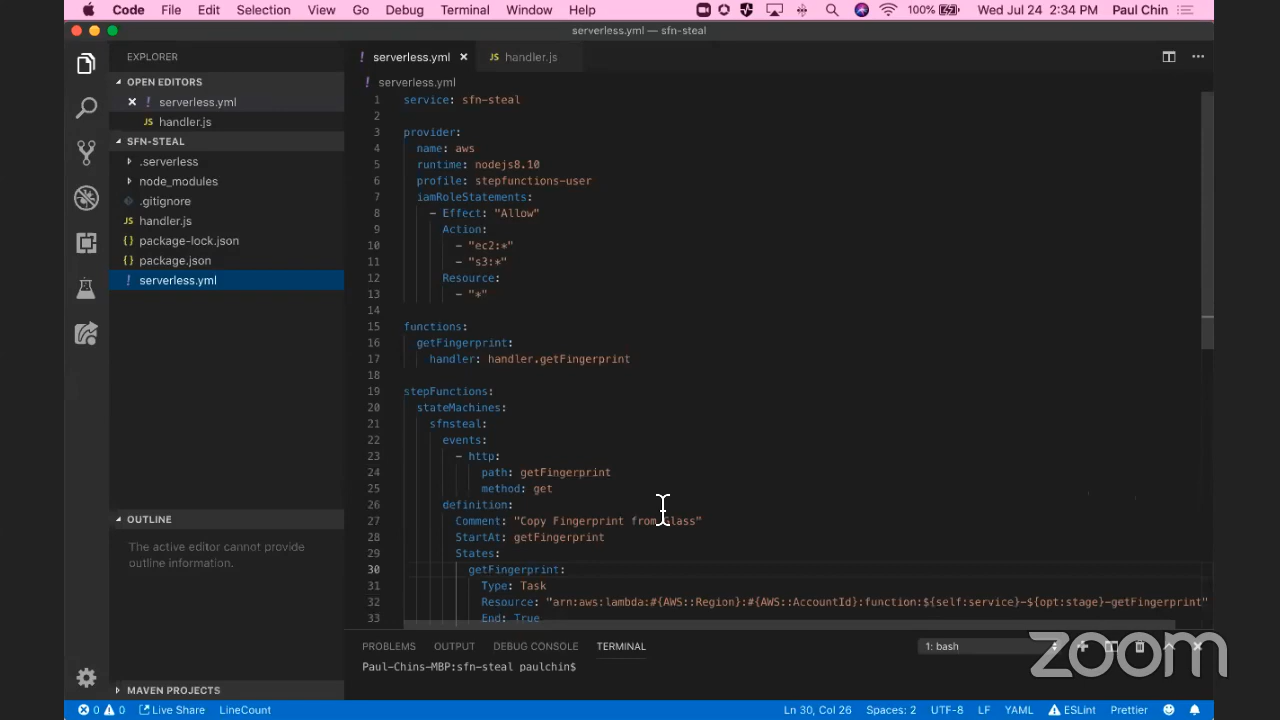 Code File Edit Selection View Go Debug Terminal Window Help 100% Wed Jul 24 2:34 PM Paul Chin
serverless.yml — sfn-steal
EXPLORER
OPEN EDITORS
serverless.yml
handler.js
SFN-STEAL
.serverless
node_modules
.gitignore
JS handler.js
{} package-lock.json
{} package.json
! serverless.yml
OUTLINE
The active editor cannot provide
outline information.
MAVEN PROJECTS
! serverless.yml JS handler.js
! serverless.yml
1 service: sfn-steal
2
3 provider:
4 name: aws
5 runtime: nodejs8.10
6 profile: stepfunctions-user
7 iamRoleStatements:
8 - Effect: "Allow"
9 Action:
10 - "ec2:*"
11 - "s3:*"
12 Resource:
13 - "*"
14
15 functions:
16 getFingerprint:
17 handler: handler.getFingerprint
18
19 stepFunctions:
20 stateMachines:
21 sfnsteal:
22 events:
23 - http:
24 path: getFingerprint
25 method: get
26 definition:
27 Comment: "Copy Fingerprint from Glass"
28 StartAt: getFingerprint
29 States:
30 getFingerprint:
31 Type: Task
32 Resource: "arn:aws:lambda:#{AWS::Region}:#{AWS::AccountId}:function:${self:service}-${opt:stage}-getFingerprint"
33 End: True
PROBLEMS OUTPUT DEBUG CONSOLE TERMINAL 1: bash
Paul-Chins-MBP:sfn-steal paulchin$
zoom
0 0 Live Share LineCount Ln 30, Col 26 Spaces: 2 UTF-8 LF YAML ESLint Prettier